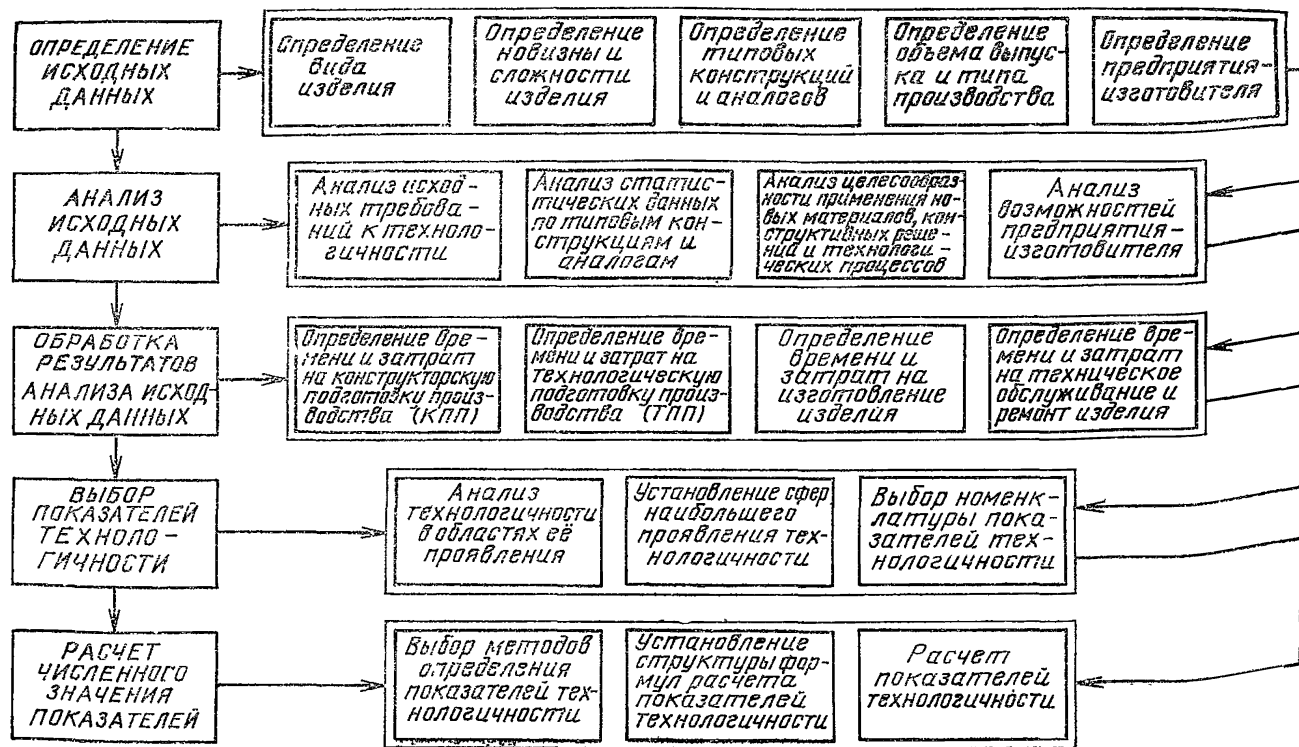 ОПРЕДЕЛЕНИЕ
ИСХОДНЫХ
ДАННЫХ
Определение
вида
изделия
Определение
новизны и
сложности
изделия
Определение
типовых
конструкций
и аналогов
Определение
объема выпус-
ка и типа
производства
Определение
предприятия-
изготовителя
АНАЛИЗ
ИСХОДНЫХ
ДАННЫХ
Анализ исход-
ных требова-
ний к техноло-
гичности
Анализ статис-
тических данных
по типовым кон-
струкциям и
аналогам
Анализ целесообраз-
ности применения но-
вых материалов, кон-
структивных реше-
ний и технологи-
ческих процессов
Анализ
возможностей
предприятия-
изготовителя
ОБРАБОТКА
РЕЗУЛЬТАТОВ
АНАЛИЗА ИСХОД-
НЫХ ДАННЫХ
Определение вре-
мени и затрат
на конструкторскую
подготовку произ-
водства (КПП)
Определение вре-
мени и затрат на
технологическую
подготовку произ-
водства (ТПП)
Определение
времени и
затрат на
изготовление
изделия
Определение вре-
мени и затрат
на техническое
обслуживание и
ремонт изделия
ВЫБОР
ПОКАЗАТЕЛЕЙ
ТЕХНОЛО-
ГИЧНОСТИ
Анализ
технологичности
в областях её
проявления
Установление сфер
наибольшего
проявления тех-
нологичности
Выбор номенк-
латуры пока-
зателей тех-
нологичности
РАСЧЕТ
ЧИСЛЕННОГО
ЗНАЧЕНИЯ
ПОКАЗАТЕЛЕЙ
Выбор методов
определения
показателей тех-
нологичности
Установление
структуры фор-
мул расчета
показателей
технологичности
Расчет
показателей
технологичности